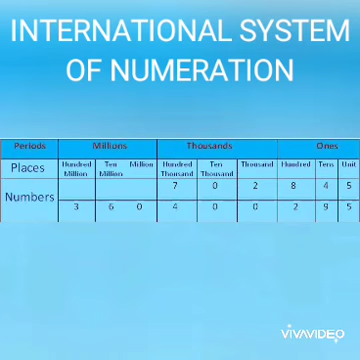 INTERNATIONAL SYSTEM
OF NUMERATION
Periods Millions Thousands Ones
Places Hundred Million Ten Million Million Hundred Thousand Ten Thousand Thousand Hundred Tens Unit
Numbers 7 0 2 8 4 5
3 6 0 4 0 0 2 9 5
VIVAVIDEO